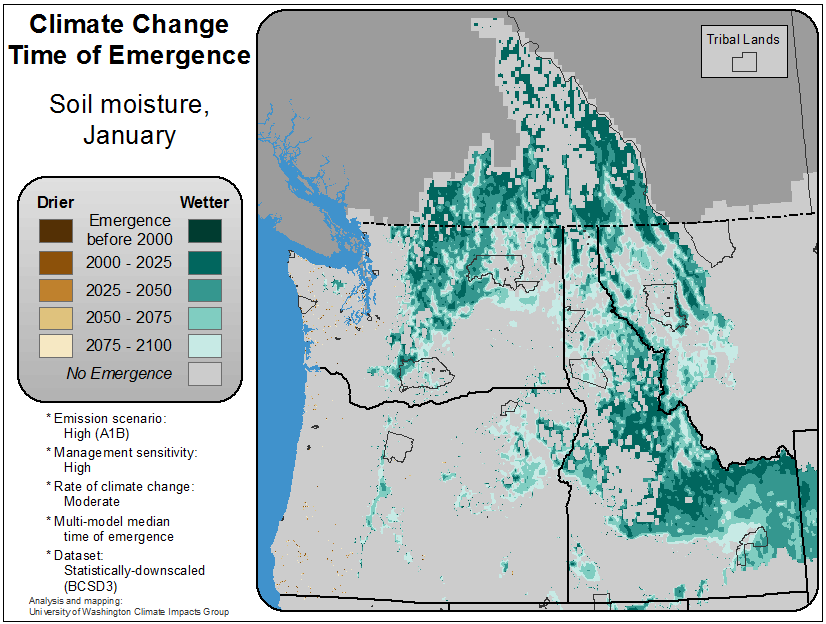 Climate Change
Time of Emergence
Soil moisture,
January
Drier
Wetter
Emergence
before 2000
2000 - 2025
2025 - 2050
2050 - 2075
2075 - 2100
No Emergence
* Emission scenario:
High (A1B)
* Management sensitivity:
High
* Rate of climate change:
Moderate
* Multi-model median
time of emergence
* Dataset:
Statistically-downscaled
(BCSD3)
Analysis and mapping:
University of Washington Climate Impacts Group
Tribal Lands